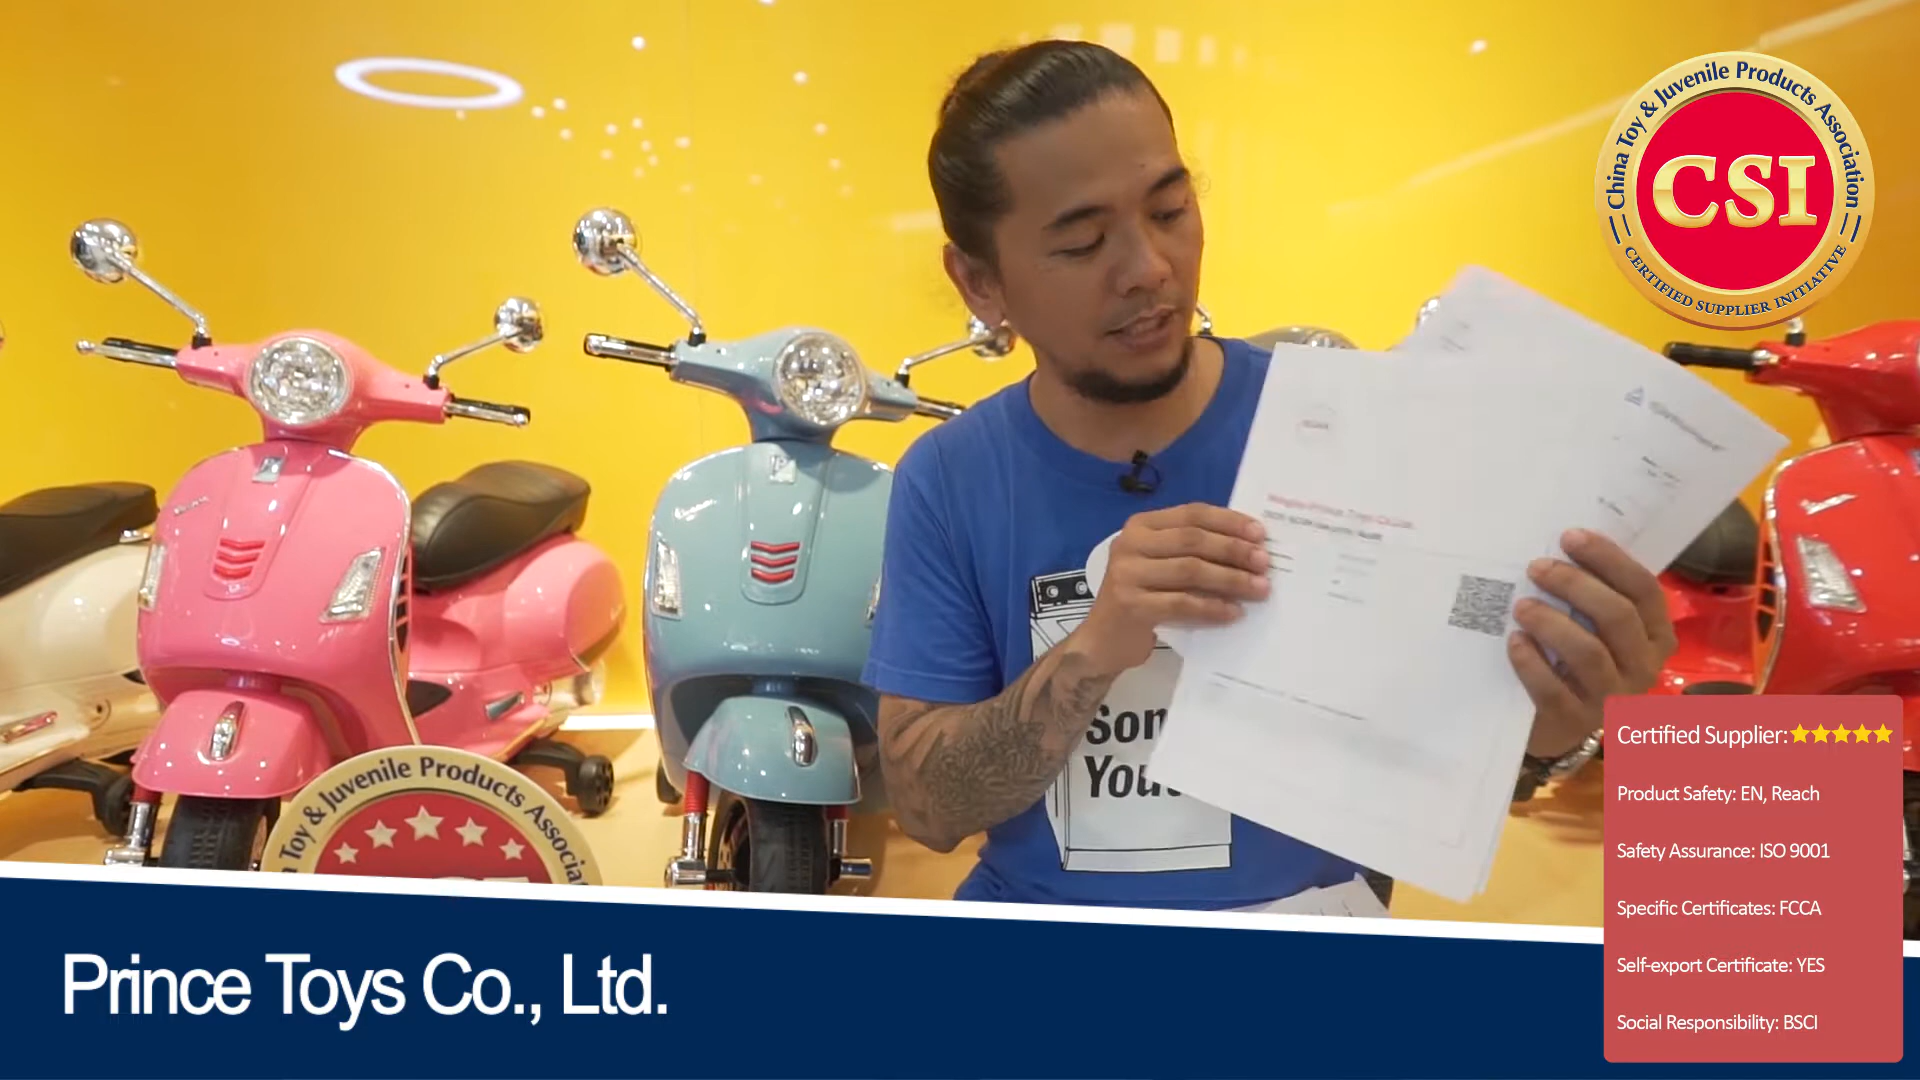 China Toy & Juvenile Products Association
CSI
CERTIFIED SUPPLIER INITIATIVE
Son
You
Toy & Juvenile Products Associa
Certified Supplier:
Product Safety: EN, Reach
Safety Assurance: ISO 9001
Specific Certificates: FCCA
Self-export Certificate: YES
Social Responsibility: BSCI
Prince Toys Co., Ltd.